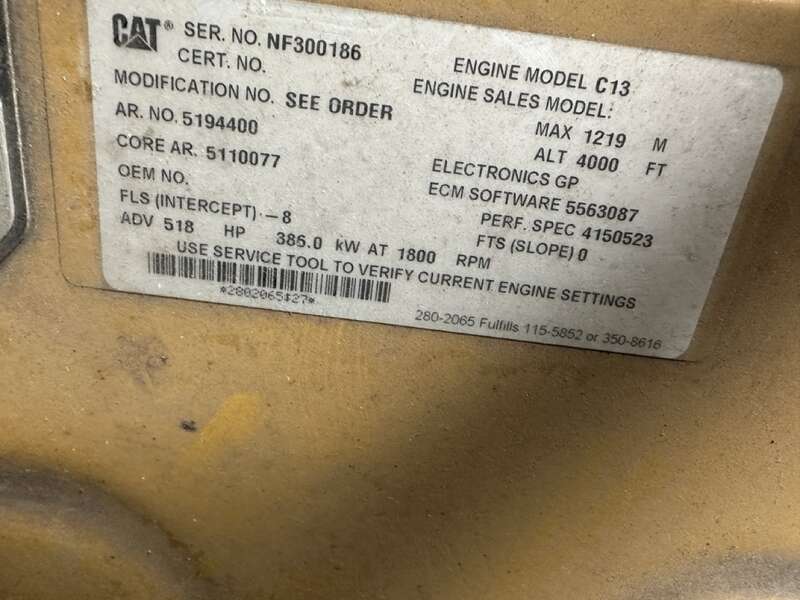 CAT® SER. NO. NF300186
CERT. NO.
MODIFICATION NO. SEE ORDER
AR. NO. 5194400
CORE AR. 5110077
OEM NO.
FLS (INTERCEPT) -8
ADV 518 HP 386.0 kW AT 1800 RPM
ENGINE MODEL C13
ENGINE SALES MODEL:
MAX 1219 M
ALT 4000 FT
ELECTRONICS GP
ECM SOFTWARE 5563087
PERF. SPEC 4150523
FTS (SLOPE) 0
USE SERVICE TOOL TO VERIFY CURRENT ENGINE SETTINGS
*2802065$27*
280-2065 Fulfills 115-5852 or 350-8616